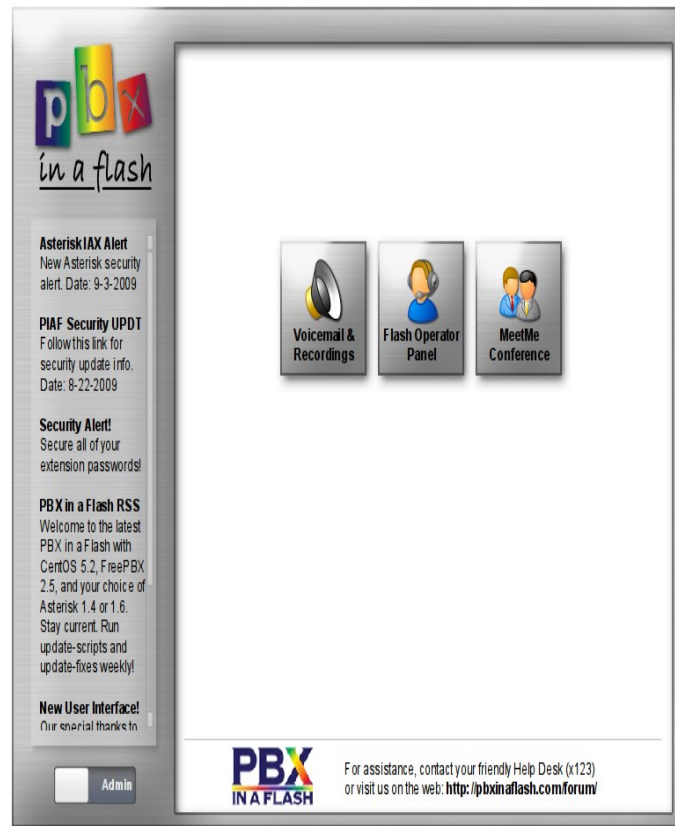 pbx
in a flash
Asterisk IAX Alert
New Asterisk security
alert. Date: 9-3-2009
PIAF Security UPDT
Follow this link for
security update info.
Date: 8-22-2009
Security Alert!
Secure all of your
extension passwords!
PBX in a Flash RSS
Welcome to the latest
PBX in a Flash with
CentOS 5.2, FreePBX
2.5, and your choice of
Asterisk 1.4 or 1.6.
Stay current. Run
update-scripts and
update-fixes weekly!
New User Interface!
Our special thanks to
Admin
Voicemail &
Recordings
Flash Operator
Panel
MeetMe
Conference
PBX
IN A FLASH
For assistance, contact your friendly Help Desk (x123)
or visit us on the web: http://pbxinaflash.com/forum/